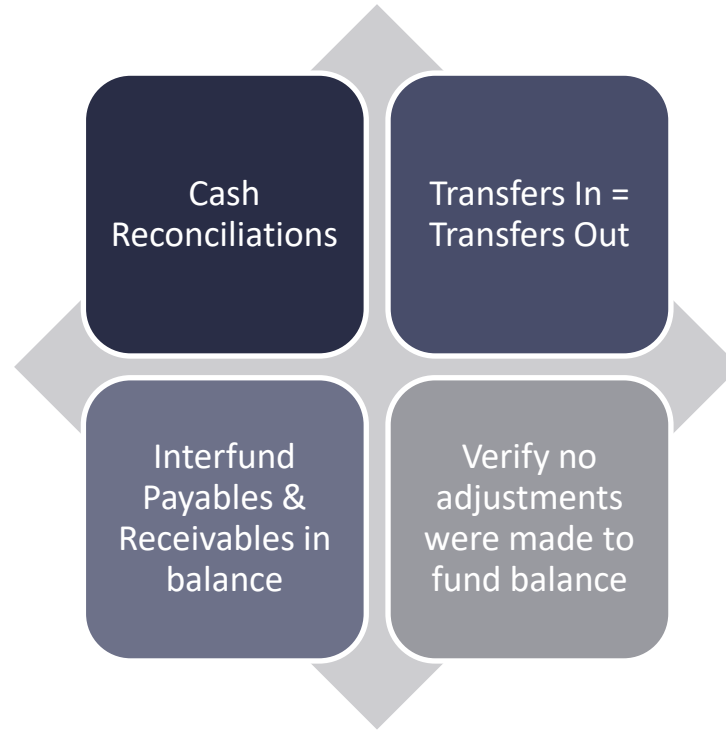 Cash
Reconciliations
Transfers In =
Transfers Out
Interfund
Payables &
Receivables in
balance
Verify no
adjustments
were made to
fund balance